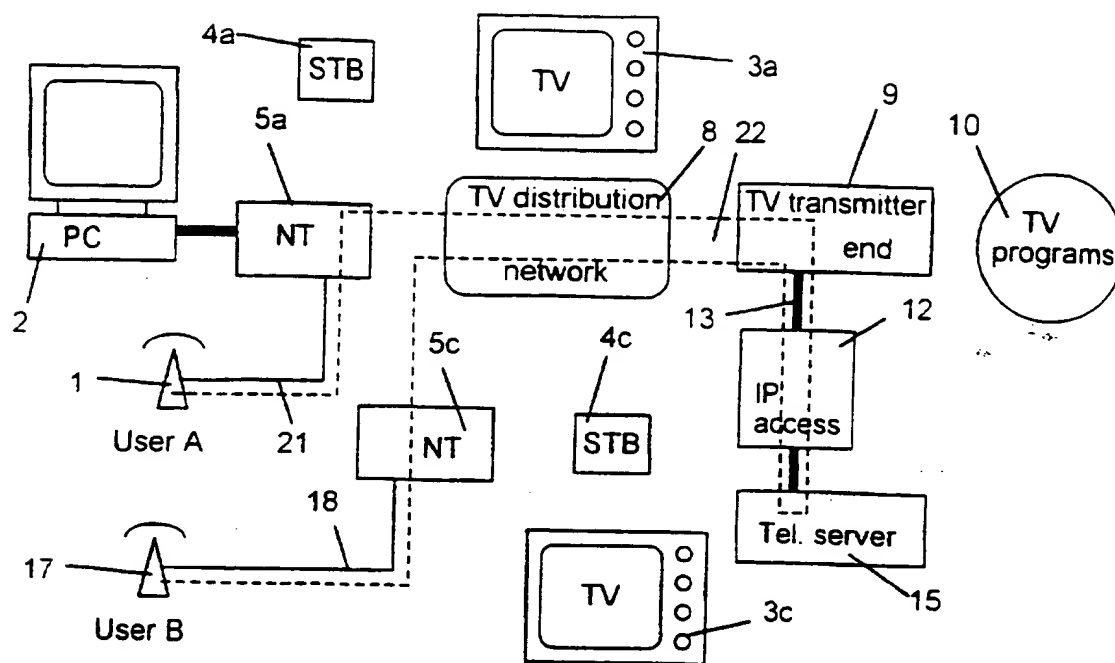 4a
STB
TV
3a
5a
8
22
9
10
PC
NT
TV distribution
network
TV transmitter
end
TV
programs
2
13
12
1
5c
4c
IP
access
User A
21
NT
STB
18
Tel. server
17
TV
15
User B
3c